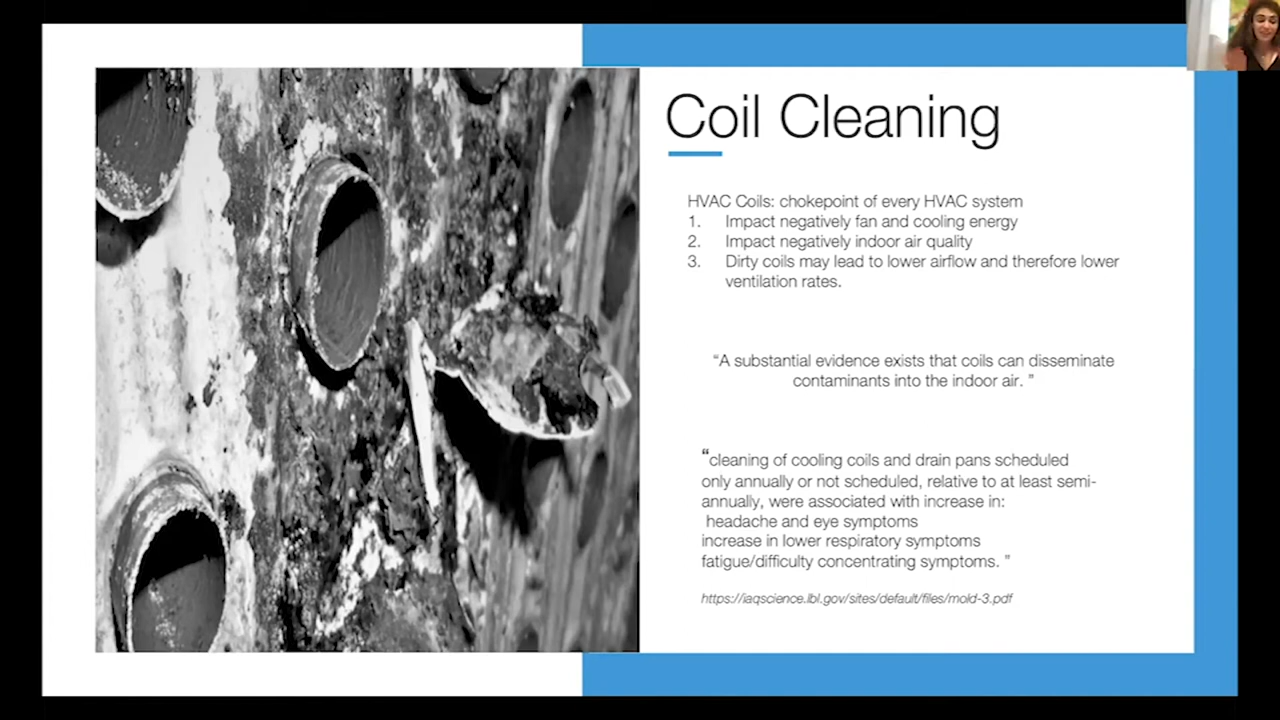 Coil Cleaning
HVAC Coils: chokepoint of every HVAC system
1. Impact negatively fan and cooling energy
2. Impact negatively indoor air quality
3. Dirty coils may lead to lower airflow and therefore lower
ventilation rates.
“A substantial evidence exists that coils can disseminate
contaminants into the indoor air. ”
“cleaning of cooling coils and drain pans scheduled
only annually or not scheduled, relative to at least semi-
annually, were associated with increase in:
headache and eye symptoms
increase in lower respiratory symptoms
fatigue/difficulty concentrating symptoms. ”
https://iaqscience.lbl.gov/sites/default/files/mold-3.pdf